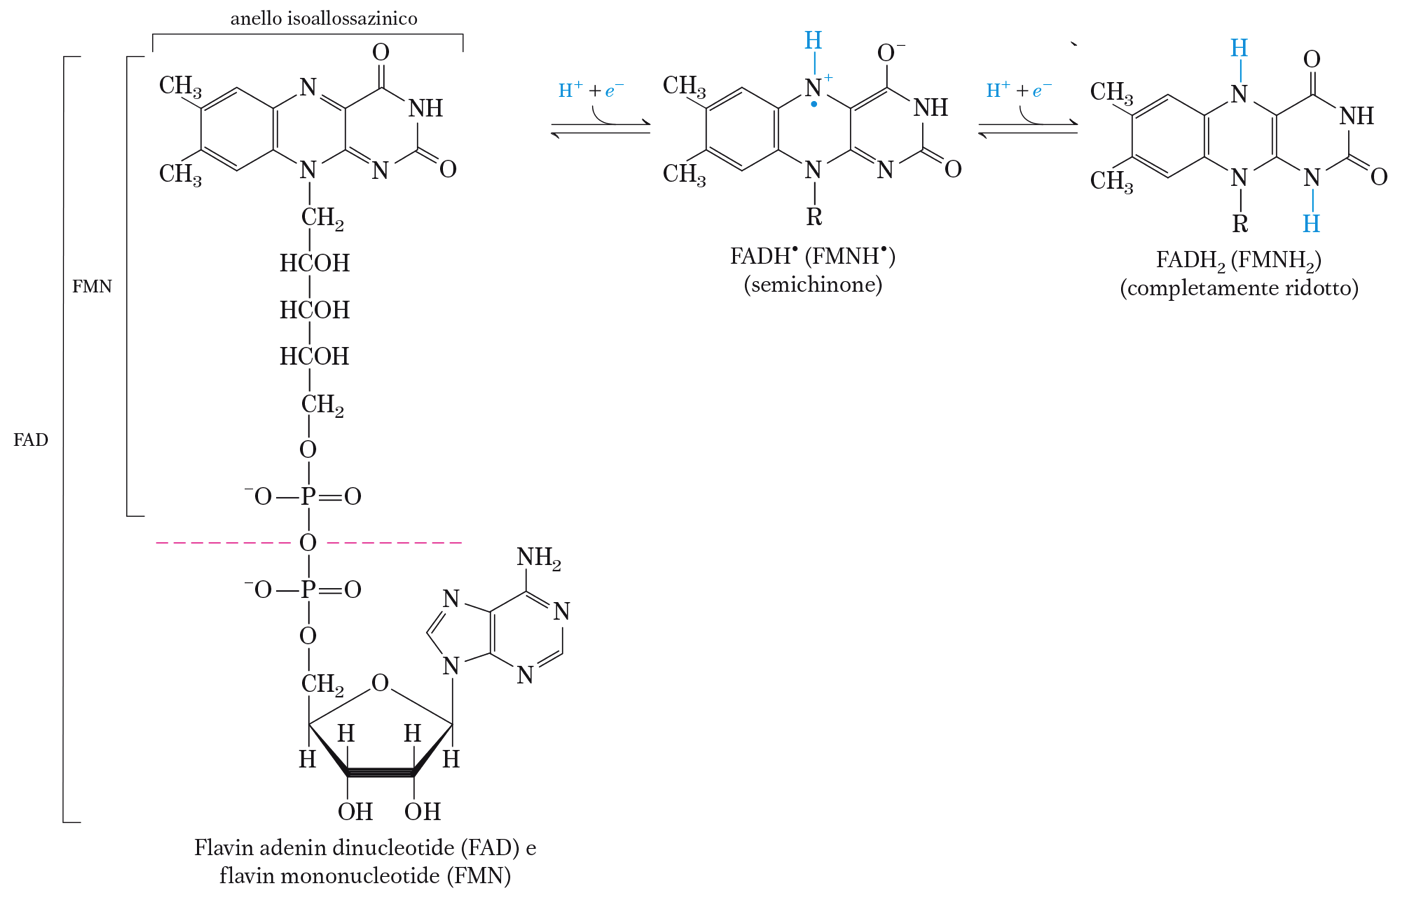 anello isoallossazinico
FAD
FMN
O
CH₃
CH₃
N
NH
N
N
O
CH₂
HCOH
HCOH
HCOH
CH₂
O
⁻O—P=O
O
⁻O—P=O
O
CH₂
O
NH₂
N
N
N
N
H
H
H
H
OH
OH
Flavin adenin dinucleotide (FAD) e
flavin mononucleotide (FMN)
H⁺ + e⁻
H
O⁻
CH₃
CH₃
N⁺
•
NH
N
N
O
R
FADH• (FMNH•)
(semichinone)
H⁺ + e⁻
H
O
CH₃
CH₃
N
NH
N
N
O
R
H
FADH₂ (FMNH₂)
(completamente ridotto)